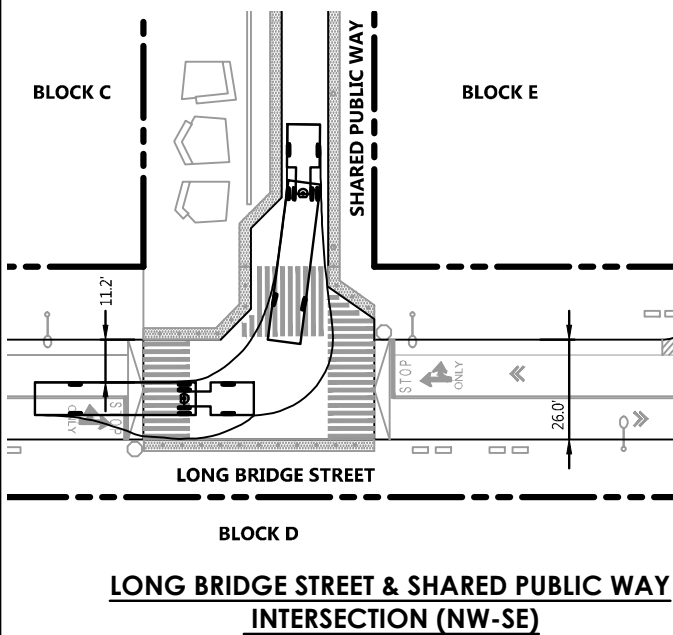 BLOCK C
SHARED PUBLIC WAY
BLOCK E
11.2'
STOP
ONLY
STOP
ONLY
26.0'
LONG BRIDGE STREET
BLOCK D
LONG BRIDGE STREET & SHARED PUBLIC WAY
INTERSECTION (NW-SE)